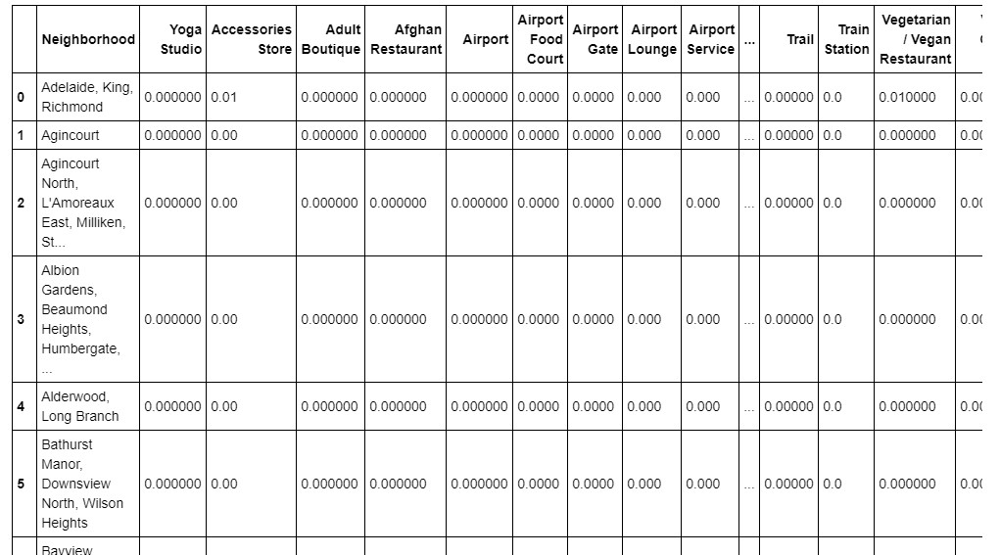 Neighborhood Yoga Studio Accessories Store Adult Boutique Afghan Restaurant Airport Airport Food Court Airport Gate Airport Lounge Airport Service ... Trail Train Station Vegetarian / Vegan Restaurant
0 Adelaide, King, Richmond 0.000000 0.01 0.000000 0.000000 0.000000 0.0000 0.0000 0.000 0.000 ... 0.00000 0.0 0.010000
1 Agincourt 0.000000 0.00 0.000000 0.000000 0.000000 0.0000 0.0000 0.000 0.000 ... 0.00000 0.0 0.000000
2 Agincourt North, L'Amoreaux East, Milliken, St... 0.000000 0.00 0.000000 0.000000 0.000000 0.0000 0.0000 0.000 0.000 ... 0.00000 0.0 0.000000
3 Albion Gardens, Beaumond Heights, Humbergate, ... 0.000000 0.00 0.000000 0.000000 0.000000 0.0000 0.0000 0.000 0.000 ... 0.00000 0.0 0.000000
4 Alderwood, Long Branch 0.000000 0.00 0.000000 0.000000 0.000000 0.0000 0.0000 0.000 0.000 ... 0.00000 0.0 0.000000
5 Bathurst Manor, Downsview North, Wilson Heights 0.000000 0.00 0.000000 0.000000 0.000000 0.0000 0.0000 0.000 0.000 ... 0.00000 0.0 0.000000
Bayview